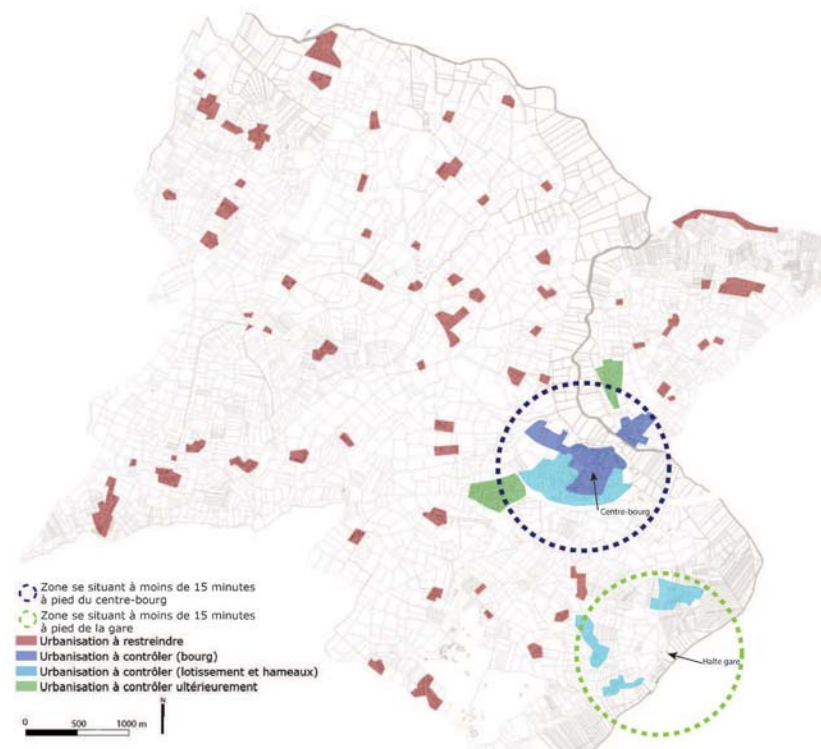 Centre-bourg
Halte gare
Zone se situant à moins de 15 minutes
à pied du centre-bourg
Zone se situant à moins de 15 minutes
à pied de la gare
Urbanisation à restreindre
Urbanisation à contrôler (bourg)
Urbanisation à contrôler (lotissement et hameaux)
Urbanisation à contrôler ultérieurement
N
0 500 1000 m